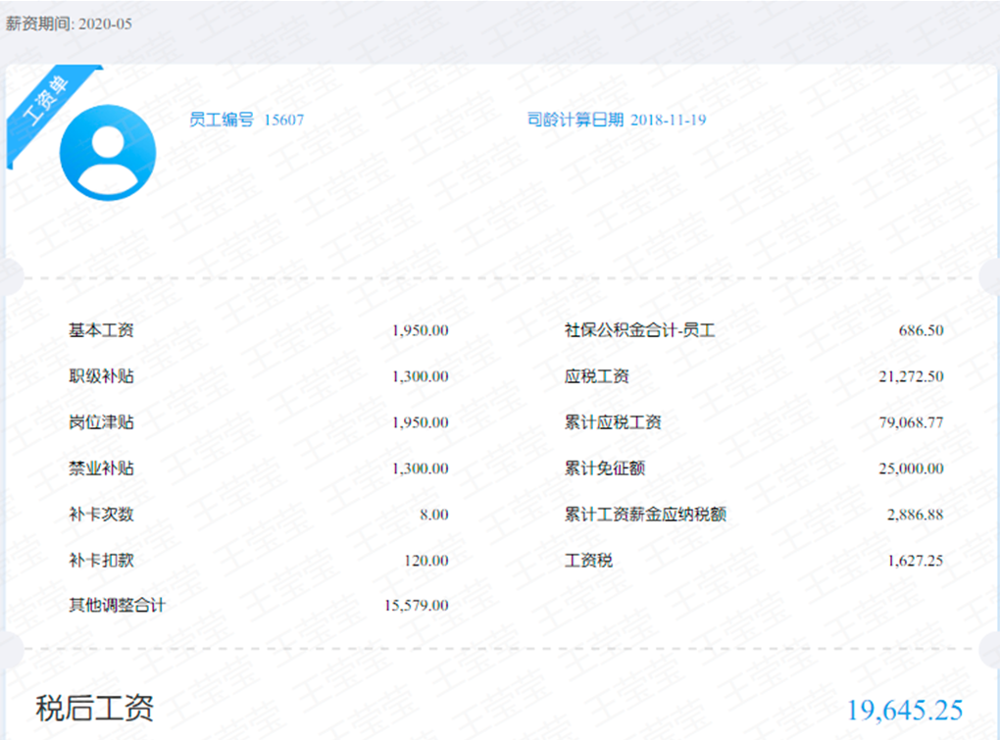 薪资期间: 2020-05
工资单
员工编号 15607 司龄计算日期 2018-11-19
基本工资 1,950.00 社保公积金合计-员工 686.50
职级补贴 1,300.00 应税工资 21,272.50
岗位津贴 1,950.00 累计应税工资 79,068.77
禁业补贴 1,300.00 累计免征额 25,000.00
补卡次数 8.00 累计工资薪金应纳税额 2,886.88
补卡扣款 120.00 工资税 1,627.25
其他调整合计 15,579.00
税后工资 19,645.25
王莹莹